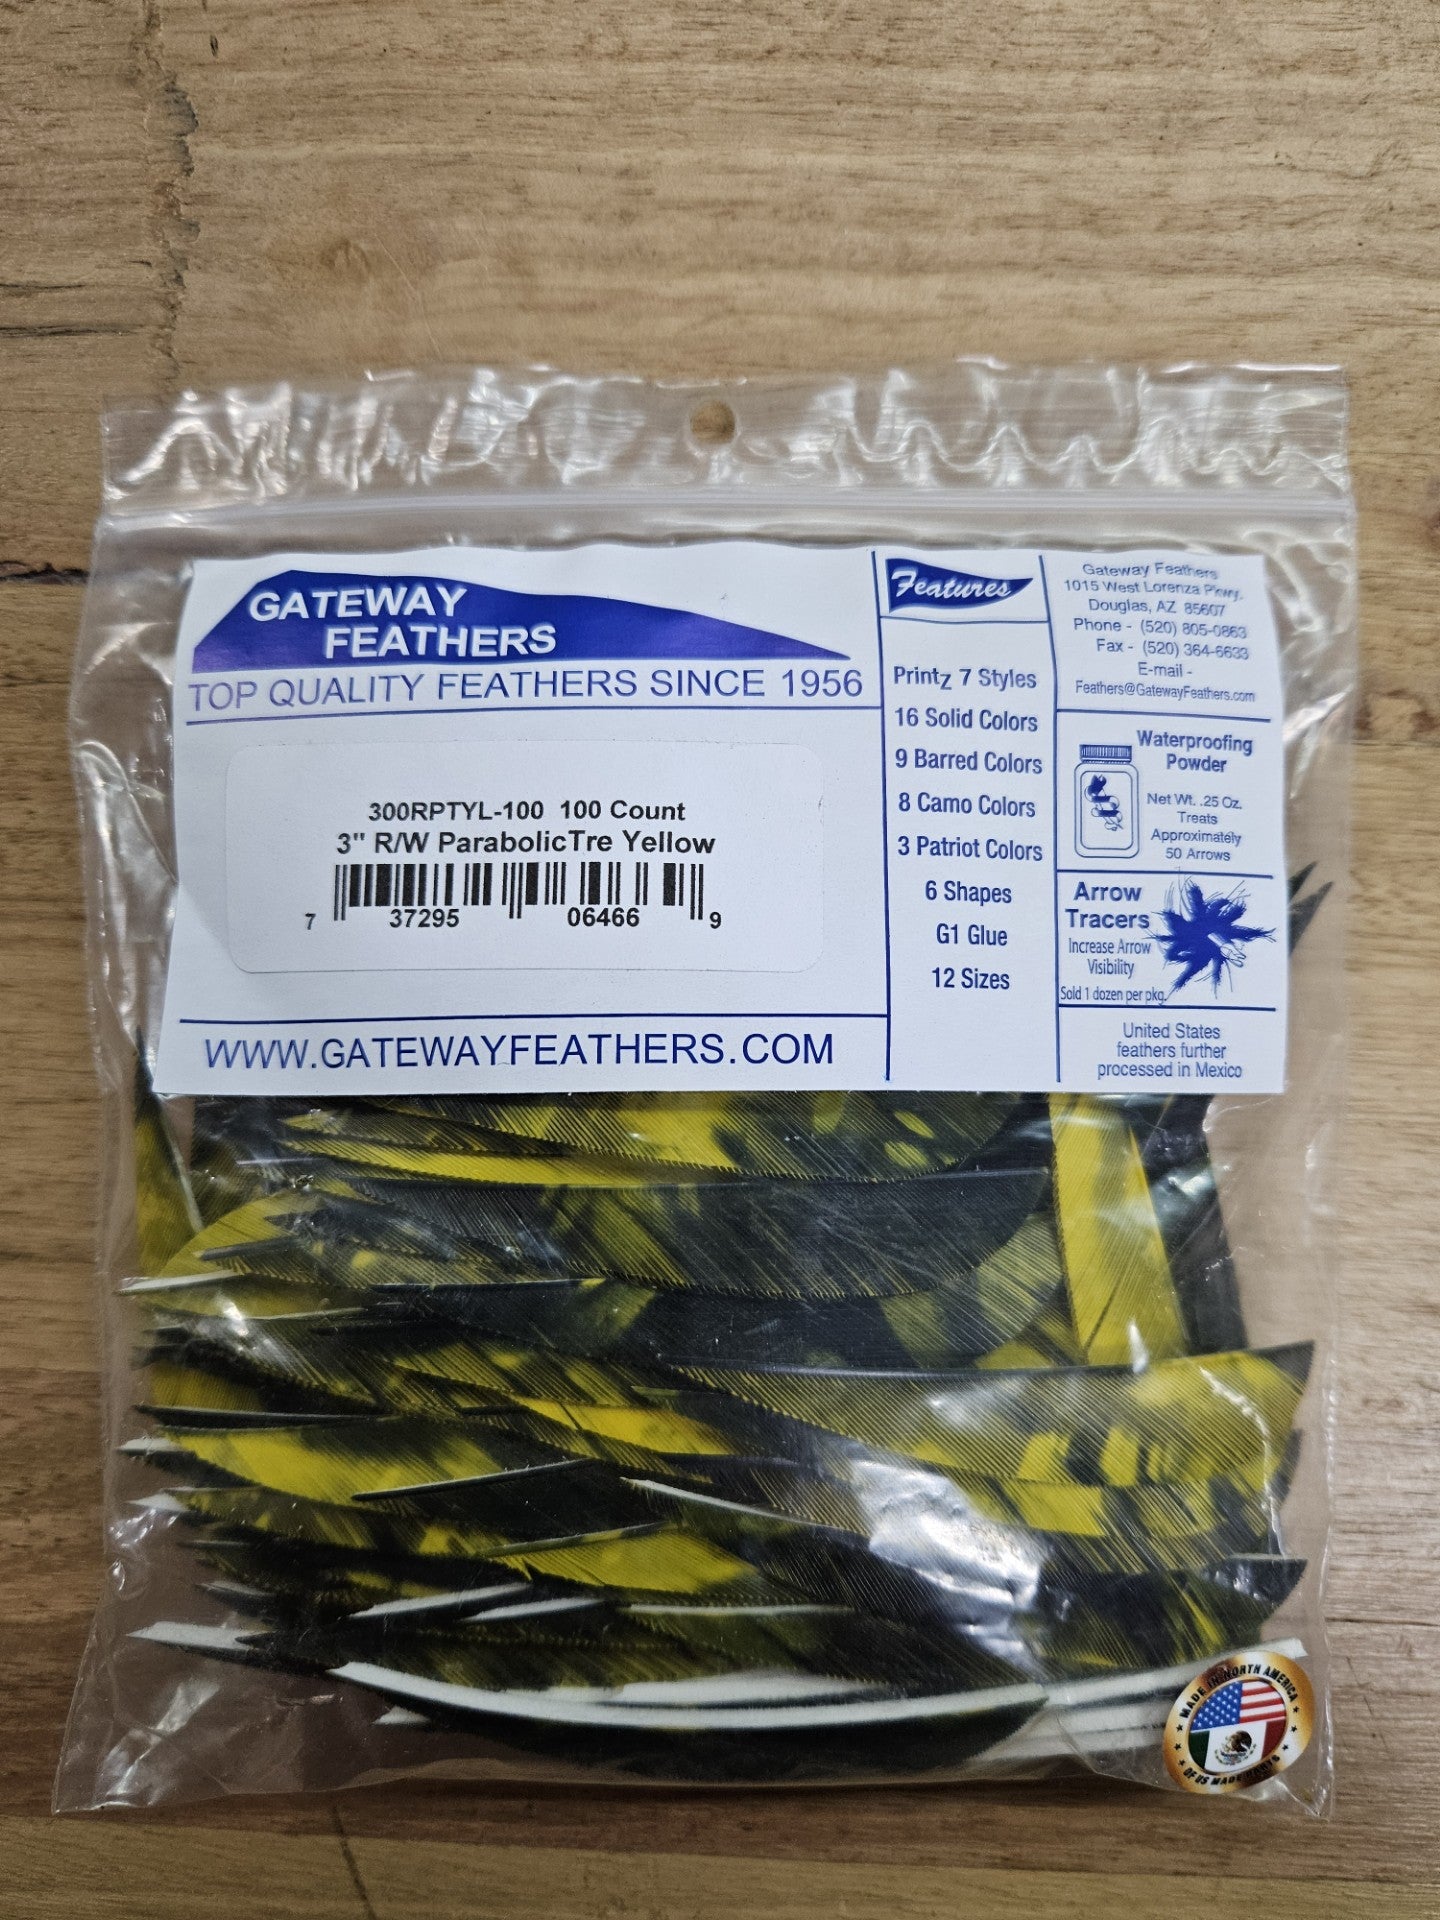 GATEWAY
FEATHERS
TOP QUALITY FEATHERS SINCE 1956
300RPTYL-100 100 Count
3" R/W ParabolicTre Yellow
7 37295 06466 9
WWW.GATEWAYFEATHERS.COM
Features
Printz 7 Styles
16 Solid Colors
9 Barred Colors
8 Camo Colors
3 Patriot Colors
6 Shapes
G1 Glue
12 Sizes
Gateway Feathers
1015 West Lorenza Pkwy.
Douglas, AZ 85607
Phone - (520) 805-0863
Fax - (520) 364-6633
E-mail -
Feathers@GatewayFeathers.com
Waterproofing
Powder
Net Wt. .25 Oz.
Treats
Approximately
50 Arrows
Arrow
Tracers
Increase Arrow
Visibility
Sold 1 dozen per pkg.
United States
feathers further
processed in Mexico
MADE IN NORTH AMERICA
OF US MADE PARTS